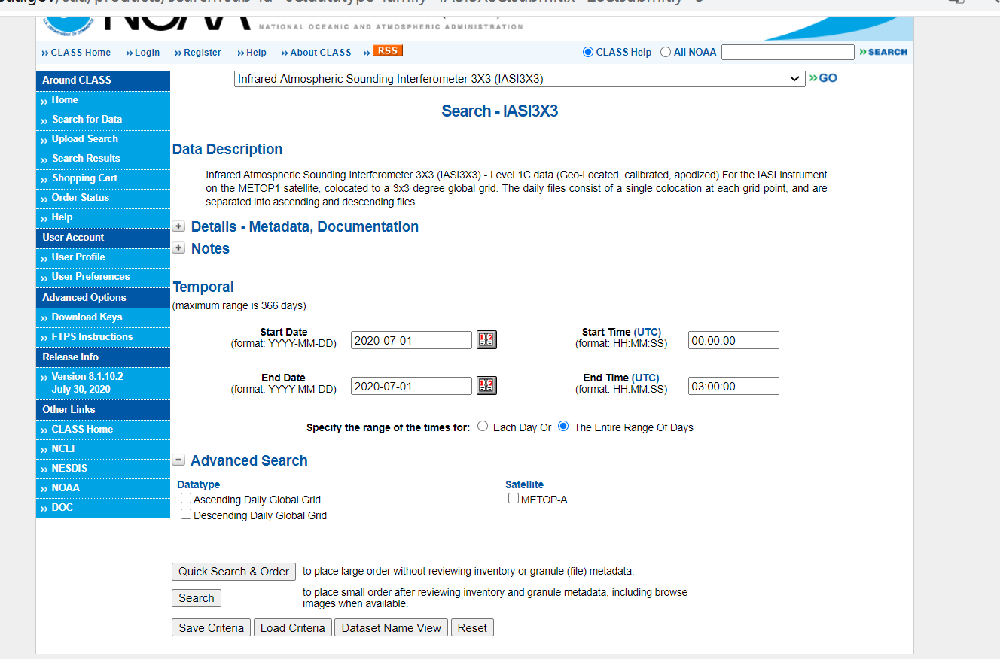 NOAA NATIONAL OCEANIC AND ATMOSPHERIC ADMINISTRATION
›› CLASS Home ›› Login ›› Register ›› Help ›› About CLASS ›› RSS CLASS Help All NOAA ›› SEARCH
Infrared Atmospheric Sounding Interferometer 3X3 (IASI3X3) ›› GO
Around CLASS
›› Home
›› Search for Data
›› Upload Search
›› Search Results
›› Shopping Cart
›› Order Status
›› Help
User Account
›› User Profile
›› User Preferences
Advanced Options
›› Download Keys
›› FTPS Instructions
Release Info
›› Version 8.1.10.2
July 30, 2020
Other Links
›› CLASS Home
›› NCEI
›› NESDIS
›› NOAA
›› DOC
Search - IASI3X3
Data Description
Infrared Atmospheric Sounding Interferometer 3X3 (IASI3X3) - Level 1C data (Geo-Located, calibrated, apodized) For the IASI instrument
on the METOP1 satellite, colocated to a 3x3 degree global grid. The daily files consist of a single colocation at each grid point, and are
separated into ascending and descending files
+ Details - Metadata, Documentation
+ Notes
Temporal
(maximum range is 366 days)
Start Date
(format: YYYY-MM-DD) 2020-07-01
Start Time (UTC)
(format: HH:MM:SS) 00:00:00
End Date
(format: YYYY-MM-DD) 2020-07-01
End Time (UTC)
(format: HH:MM:SS) 03:00:00
Specify the range of the times for: Each Day Or The Entire Range Of Days
- Advanced Search
Datatype
Ascending Daily Global Grid
Descending Daily Global Grid
Satellite
METOP-A
Quick Search & Order to place large order without reviewing inventory or granule (file) metadata.
Search to place small order after reviewing inventory and granule metadata, including browse
images when available.
Save Criteria Load Criteria Dataset Name View Reset